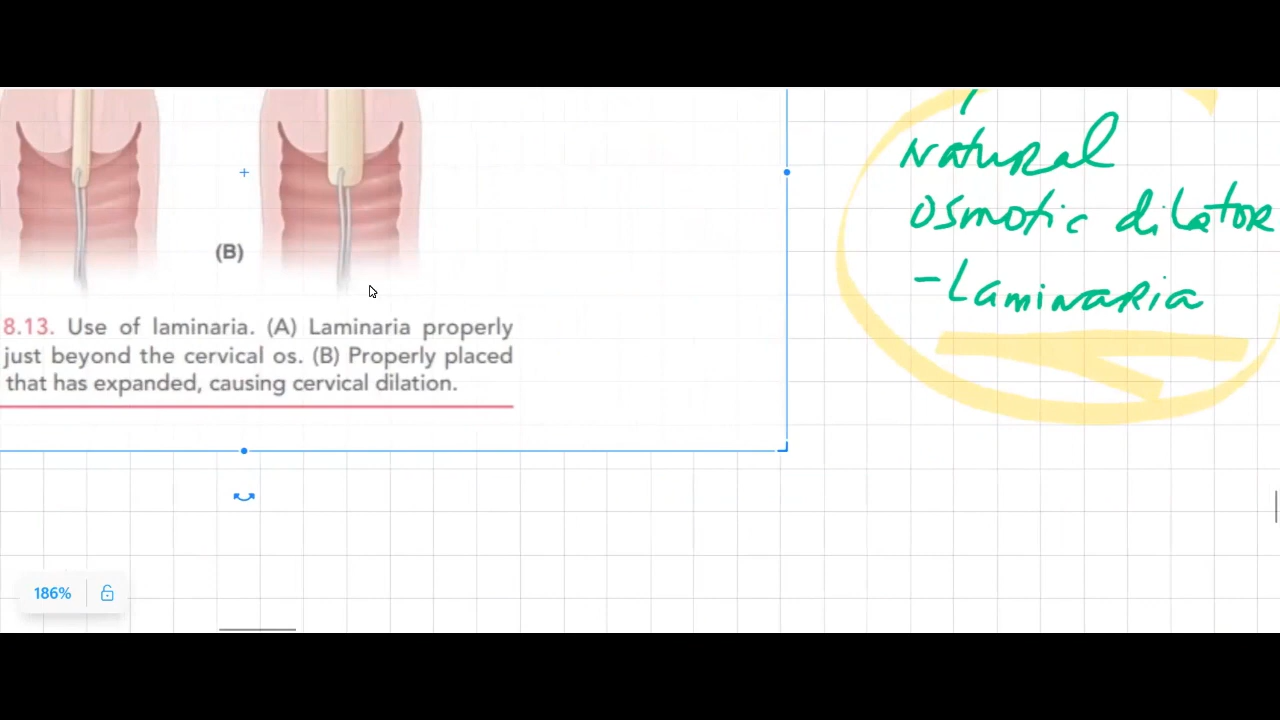 (B)
8.13. Use of laminaria. (A) Laminaria properly
just beyond the cervical os. (B) Properly placed
that has expanded, causing cervical dilation.
Natural
osmotic dilator
-Laminaria
186%